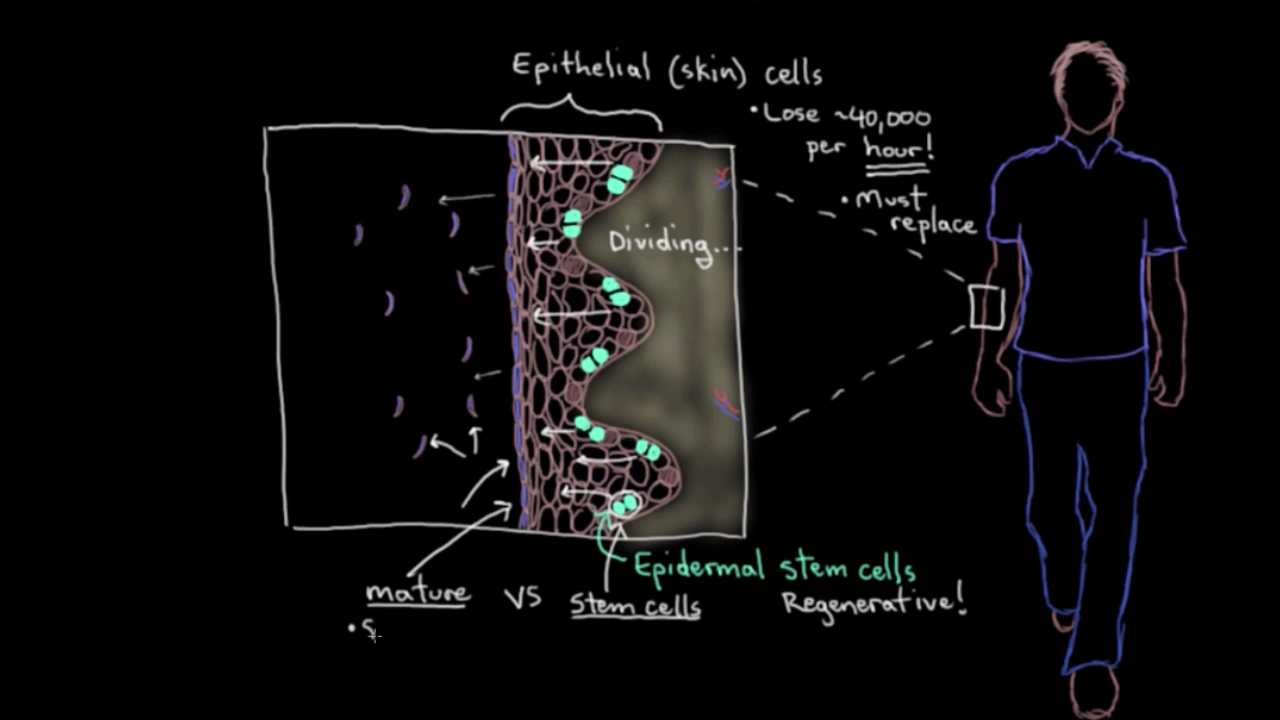 Epithelial (skin) cells
• Lose ~40,000
per hour!
• Must
replace
Dividing...
Epidermal stem cells
mature vs Stem cells
Regenerative!
• S